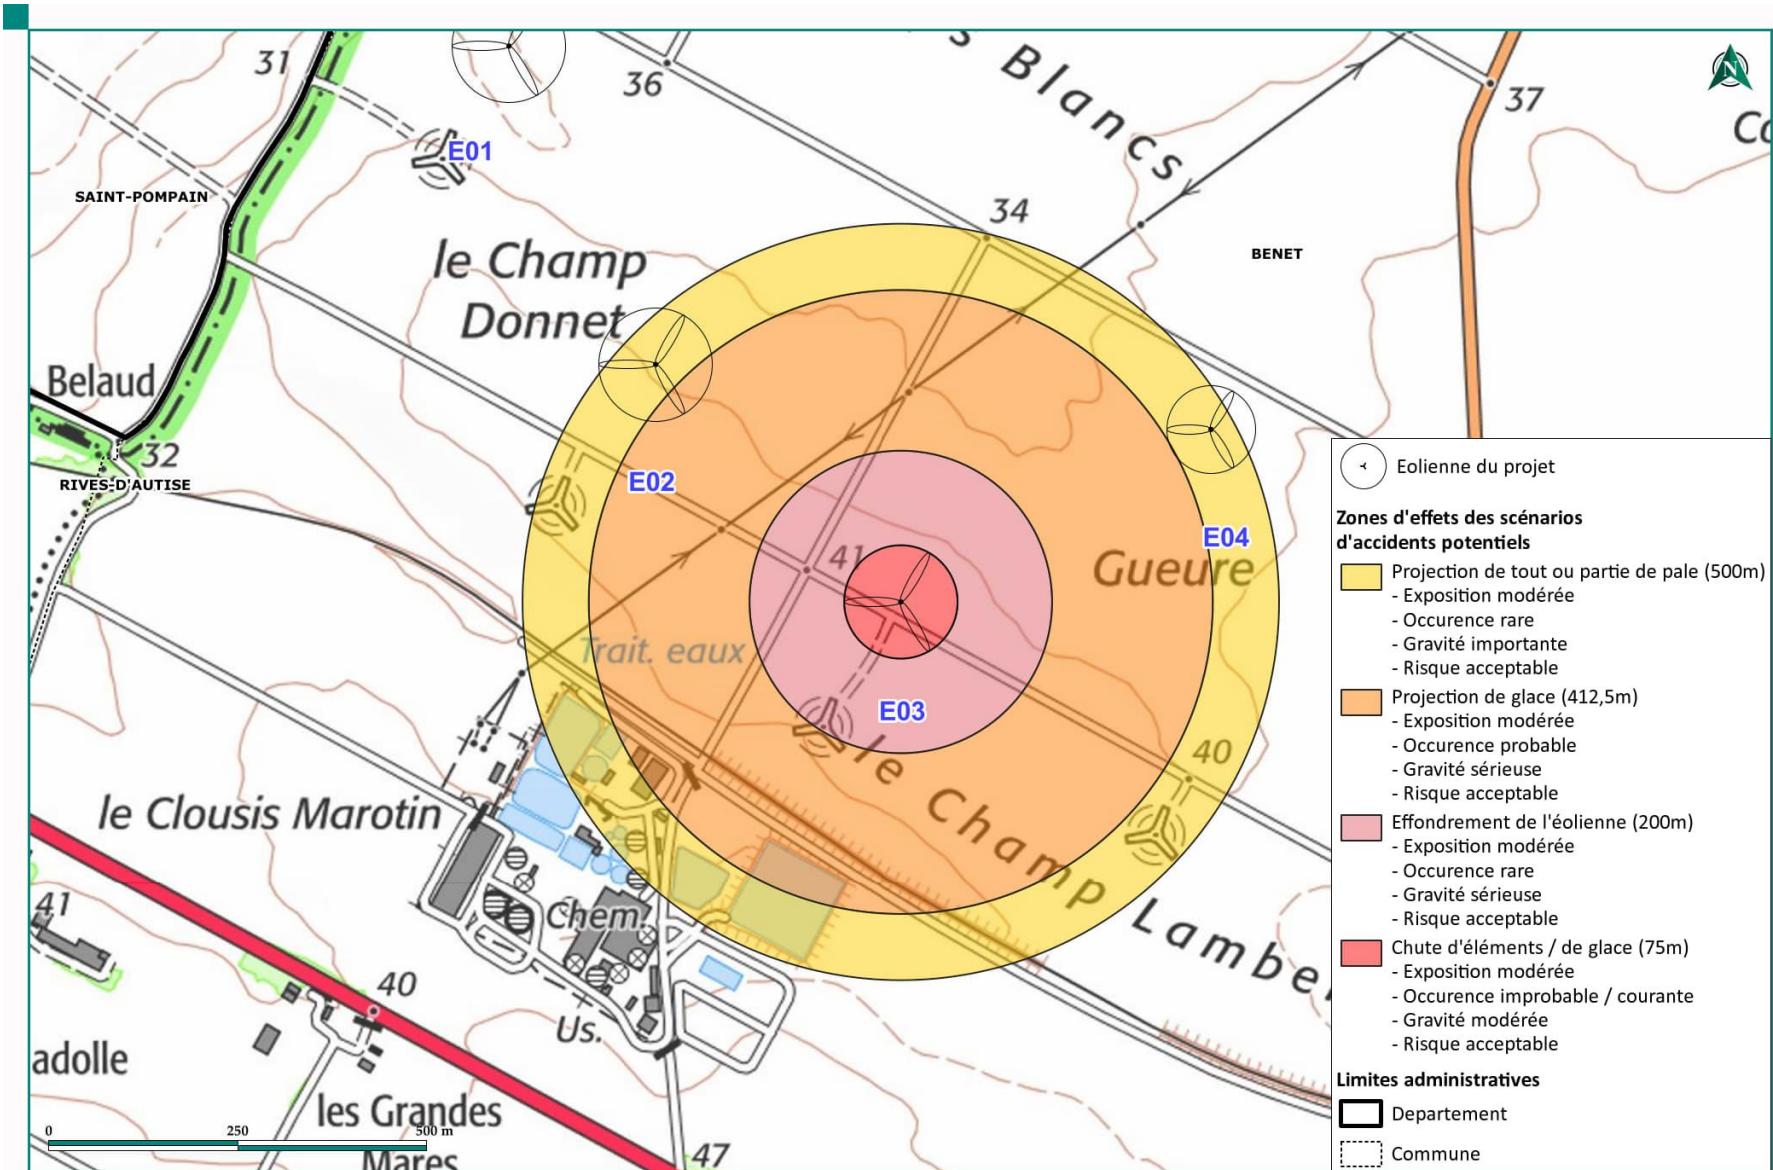 N
31
36
37
E01
s Blancs
SAINT-POMPAIN
34
BENET
le Champ
Donnet
Belaud
32
RIVES-D'AUTISE
E02
E04
41
Gueure
Trait. eaux
E03
40
le Champ Lamber
le Clousis Marotin
41
Chem.
40
Us.
adolle
les Grandes
Mares
47
0 250 500 m
Eolienne du projet
Zones d'effets des scénarios
d'accidents potentiels
Projection de tout ou partie de pale (500m)
- Exposition modérée
- Occurence rare
- Gravité importante
- Risque acceptable
Projection de glace (412,5m)
- Exposition modérée
- Occurence probable
- Gravité sérieuse
- Risque acceptable
Effondrement de l'éolienne (200m)
- Exposition modérée
- Occurence rare
- Gravité sérieuse
- Risque acceptable
Chute d'éléments / de glace (75m)
- Exposition modérée
- Occurence improbable / courante
- Gravité modérée
- Risque acceptable
Limites administratives
Departement
Commune